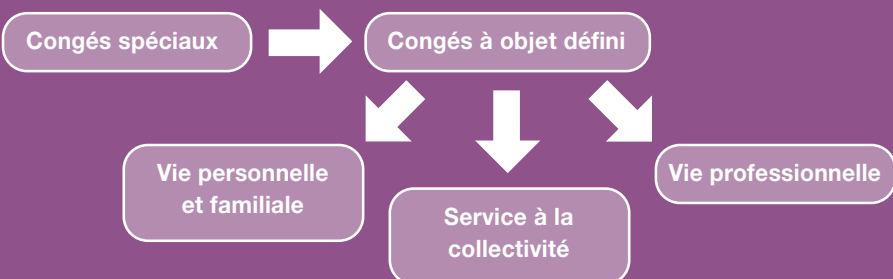 Congés spéciaux
Congés à objet défini
Vie personnelle
et familiale
Service à la
collectivité
Vie professionnelle